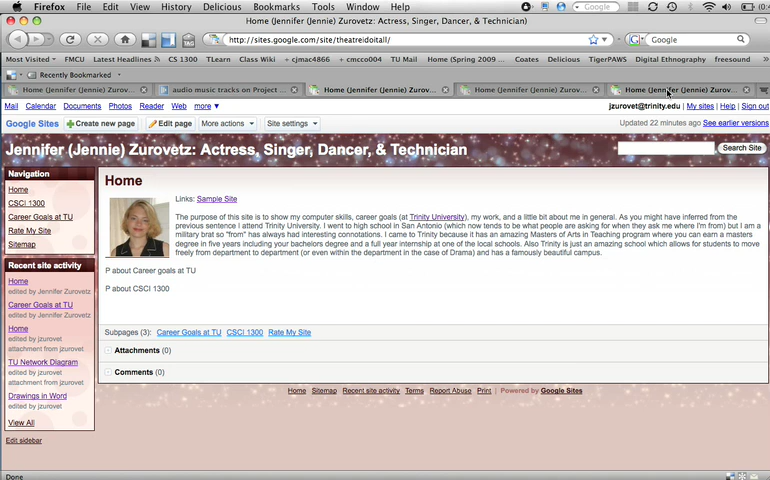 Firefox File Edit View History Delicious Bookmarks Tools Window Help Google
Home (Jennifer (Jennie) Zurovetz: Actress, Singer, Dancer, & Technician)
http://sites.google.com/site/theatreidoitall/ Google
Most Visited FMCU Latest Headlines CS 1300 TLearn Class Wiki + cjmac4866 + cmcco004 TU Mail Home (Spring 2009 ... Coates Delicious TigerPAWS Digital Ethnography freesound
Recently Bookmarked
Home (Jennifer (Jennie) Zurov... audio music tracks on Project ... Home (Jennifer (Jennie) Zurov... Home (Jennifer (Jennie) Zurov... Home (Jennifer (Jennie) Zurov...
Mail Calendar Documents Photos Reader Web more ▼ jzurovet@trinity.edu | My sites | Help | Sign out
Google Sites Create new page Edit page More actions Site settings Updated 22 minutes ago See earlier versions
Jennifer (Jennie) Zurovetz: Actress, Singer, Dancer, & Technician Search Site
Navigation
Home
CSCI 1300
Career Goals at TU
Rate My Site
Sitemap
Recent site activity
Home
edited by Jennifer Zurovetz
Career Goals at TU
edited by Jennifer Zurovetz
Home
edited by jzurovet
attachment from jzurovet
TU Network Diagram
edited by jzurovet
attachment from jzurovet
Drawings in Word
edited by jzurovet
View All
Edit sidebar
Home
Links: Sample Site
The purpose of this site is to show my computer skills, career goals (at Trinity University), my work, and a little bit about me in general. As you might have inferred from the
previous sentence I attend Trinity University. I went to high school in San Antonio (which now tends to be what people are asking for when they ask me where I'm from) but I am a
military brat so "from" has always had interesting connotations. I came to Trinity because it has an amazing Masters of Arts in Teaching program where you can earn a masters
degree in five years including your bachelors degree and a full year internship at one of the local schools. Also Trinity is just an amazing school which allows for students to move
freely from department to department (or even within the department in the case of Drama) and has a famously beautiful campus.
P about Career goals at TU
P about CSCI 1300
Subpages (3): Career Goals at TU CSCI 1300 Rate My Site
Attachments (0)
Comments (0)
Home Sitemap Recent site activity Terms Report Abuse Print | Powered by Google Sites
Done